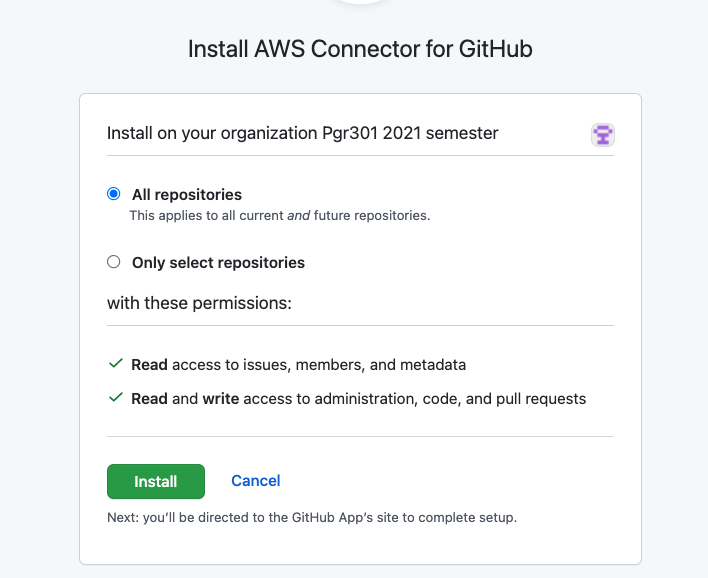 Install AWS Connector for GitHub
Install on your organization Pgr301 2021 semester
All repositories
This applies to all current and future repositories.
Only select repositories
with these permissions:
Read access to issues, members, and metadata
Read and write access to administration, code, and pull requests
Install Cancel
Next: you'll be directed to the GitHub App's site to complete setup.